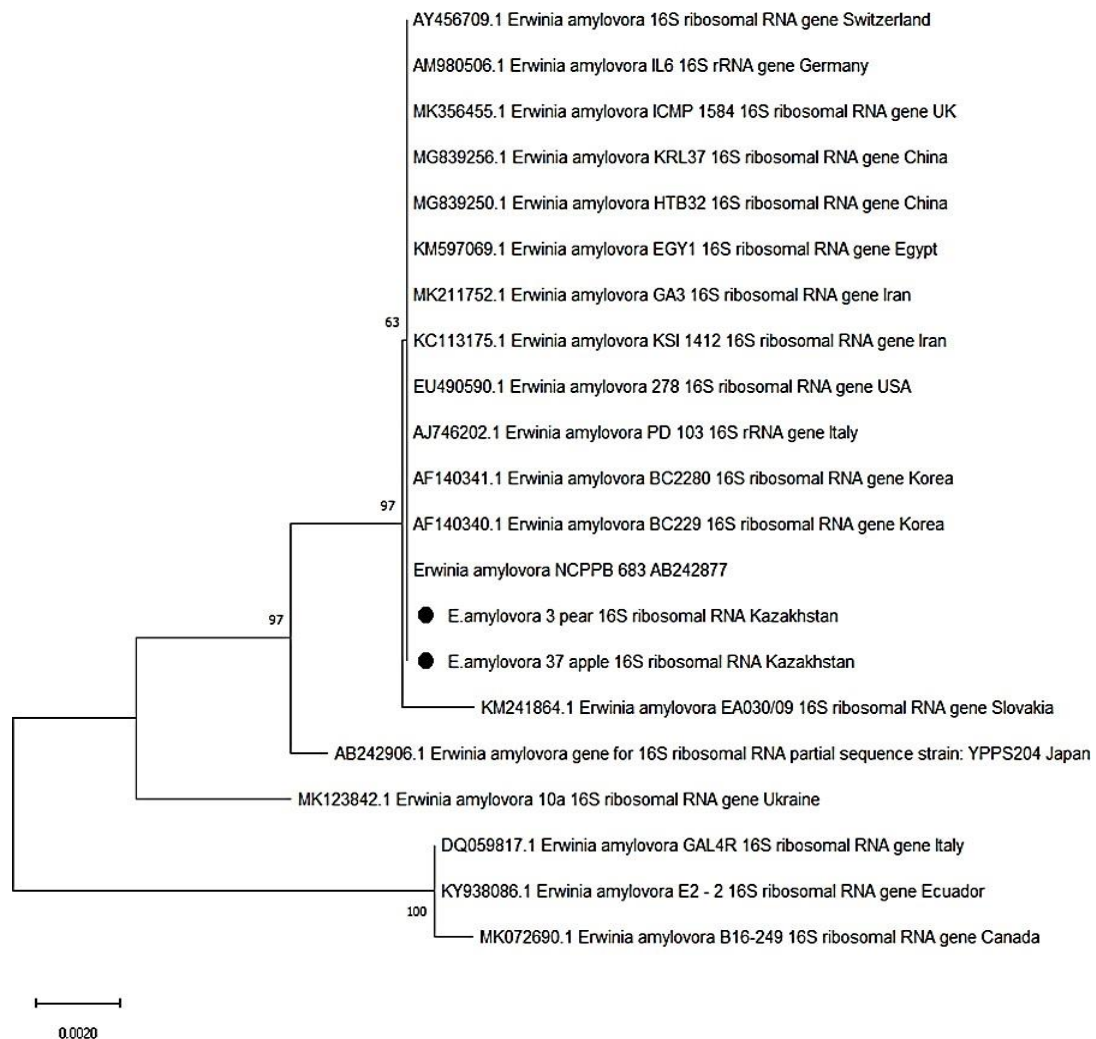 AY456709.1 Erwinia amylovora 16S ribosomal RNA gene Switzerland
AM980506.1 Erwinia amylovora IL6 16S rRNA gene Germany
MK356455.1 Erwinia amylovora ICMP 1584 16S ribosomal RNA gene UK
MG839256.1 Erwinia amylovora KRL37 16S ribosomal RNA gene China
MG839250.1 Erwinia amylovora HTB32 16S ribosomal RNA gene China
KM597069.1 Erwinia amylovora EGY1 16S ribosomal RNA gene Egypt
MK211752.1 Erwinia amylovora GA3 16S ribosomal RNA gene Iran
63
KC113175.1 Erwinia amylovora KSI 1412 16S ribosomal RNA gene Iran
EU490590.1 Erwinia amylovora 278 16S ribosomal RNA gene USA
AJ746202.1 Erwinia amylovora PD 103 16S rRNA gene Italy
AF140341.1 Erwinia amylovora BC2280 16S ribosomal RNA gene Korea
97
AF140340.1 Erwinia amylovora BC229 16S ribosomal RNA gene Korea
Erwinia amylovora NCPPB 683 AB242877
97
E.amylovora 3 pear 16S ribosomal RNA Kazakhstan
E.amylovora 37 apple 16S ribosomal RNA Kazakhstan
KM241864.1 Erwinia amylovora EA030/09 16S ribosomal RNA gene Slovakia
AB242906.1 Erwinia amylovora gene for 16S ribosomal RNA partial sequence strain: YPPS204 Japan
MK123842.1 Erwinia amylovora 10a 16S ribosomal RNA gene Ukraine
DQ059817.1 Erwinia amylovora GAL4R 16S ribosomal RNA gene Italy
KY938086.1 Erwinia amylovora E2 - 2 16S ribosomal RNA gene Ecuador
100
MK072690.1 Erwinia amylovora B16-249 16S ribosomal RNA gene Canada
0.0020